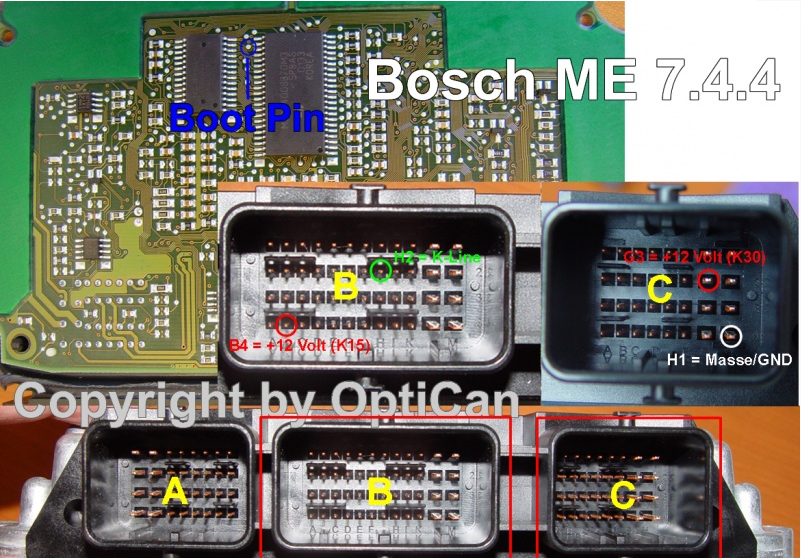 Bosch ME 7.4.4
Boot Pin
H2 = K-Line
B
B4 = +12 Volt (K15)
G3 = +12 Volt (K30)
C
H1 = Masse/GND
Copyright by OptiCan
A
B
C